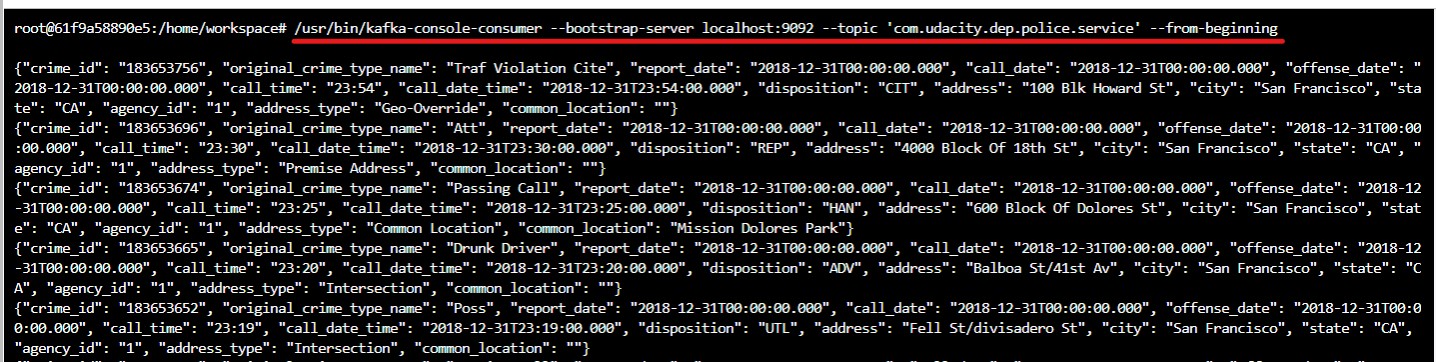 root@61f9a58890e5:/home/workspace# /usr/bin/kafka-console-consumer --bootstrap-server localhost:9092 --topic 'com.udacity.dep.police.service' --from-beginning
{"crime_id": "183653756", "original_crime_type_name": "Traf Violation Cite", "report_date": "2018-12-31T00:00:00.000", "call_date": "2018-12-31T00:00:00.000", "offense_date": "
2018-12-31T00:00:00.000", "call_time": "23:54", "call_date_time": "2018-12-31T23:54:00.000", "disposition": "CIT", "address": "100 Blk Howard St", "city": "San Francisco", "sta
te": "CA", "agency_id": "1", "address_type": "Geo-Override", "common_location": ""}
{"crime_id": "183653696", "original_crime_type_name": "Att", "report_date": "2018-12-31T00:00:00.000", "call_date": "2018-12-31T00:00:00.000", "offense_date": "2018-12-31T00:00
:00.000", "call_time": "23:30", "call_date_time": "2018-12-31T23:30:00.000", "disposition": "REP", "address": "4000 Block Of 18th St", "city": "San Francisco", "state": "CA", "
agency_id": "1", "address_type": "Premise Address", "common_location": ""}
{"crime_id": "183653674", "original_crime_type_name": "Passing Call", "report_date": "2018-12-31T00:00:00.000", "call_date": "2018-12-31T00:00:00.000", "offense_date": "2018-12
-31T00:00:00.000", "call_time": "23:25", "call_date_time": "2018-12-31T23:25:00.000", "disposition": "HAN", "address": "600 Block Of Dolores St", "city": "San Francisco", "stat
e": "CA", "agency_id": "1", "address_type": "Common Location", "common_location": "Mission Dolores Park"}
{"crime_id": "183653665", "original_crime_type_name": "Drunk Driver", "report_date": "2018-12-31T00:00:00.000", "call_date": "2018-12-31T00:00:00.000", "offense_date": "2018-12
-31T00:00:00.000", "call_time": "23:20", "call_date_time": "2018-12-31T23:20:00.000", "disposition": "ADV", "address": "Balboa St/41st Av", "city": "San Francisco", "state": "C
A", "agency_id": "1", "address_type": "Intersection", "common_location": ""}
{"crime_id": "183653652", "original_crime_type_name": "Poss", "report_date": "2018-12-31T00:00:00.000", "call_date": "2018-12-31T00:00:00.000", "offense_date": "2018-12-31T00:0
0:00.000", "call_time": "23:19", "call_date_time": "2018-12-31T23:19:00.000", "disposition": "UTL", "address": "Fell St/divisadero St", "city": "San Francisco", "state": "CA",
"agency_id": "1", "address_type": "Intersection", "common_location": ""}